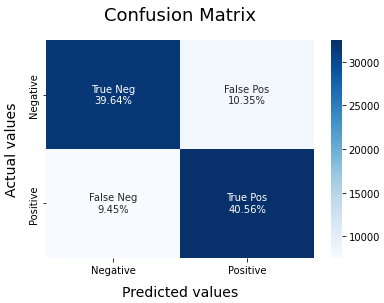 Confusion Matrix
Actual values
Negative
True Neg
39.64%
False Pos
10.35%
Positive
False Neg
9.45%
True Pos
40.56%
Negative
Positive
Predicted values
30000
25000
20000
15000
10000